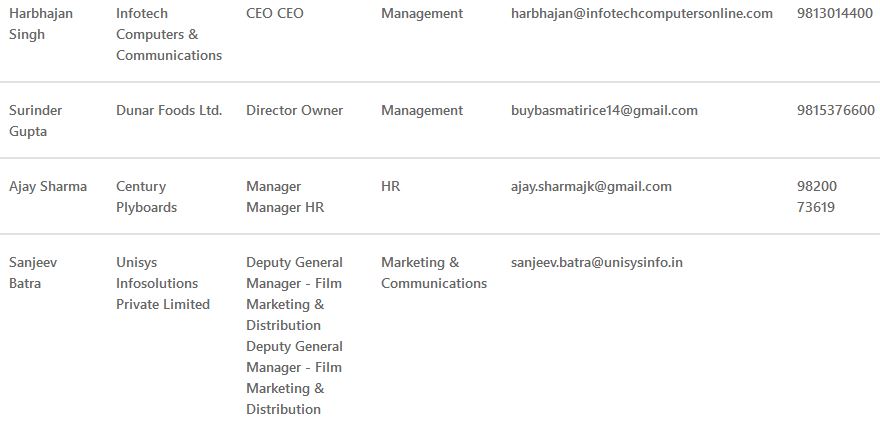 Harbhajan Singh
Infotech Computers & Communications
CEO CEO
Management
harbhajan@infotechcomputersonline.com
9813014400
Surinder Gupta
Dunar Foods Ltd.
Director Owner
Management
buybasmatirice14@gmail.com
9815376600
Ajay Sharma
Century Plyboards
Manager Manager HR
HR
ajay.sharmajk@gmail.com
98200 73619
Sanjeev Batra
Unisys Infosolutions Private Limited
Deputy General Manager - Film Marketing & Distribution Deputy General Manager - Film Marketing & Distribution
Marketing & Communications
sanjeev.batra@unisysinfo.in